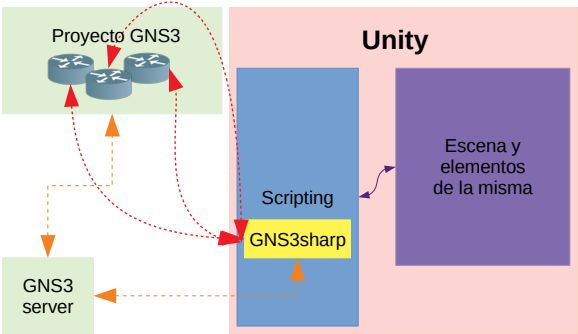 Proyecto GNS3
Unity
Scripting
GNS3sharp
Escena y
elementos
de la misma
GNS3
server